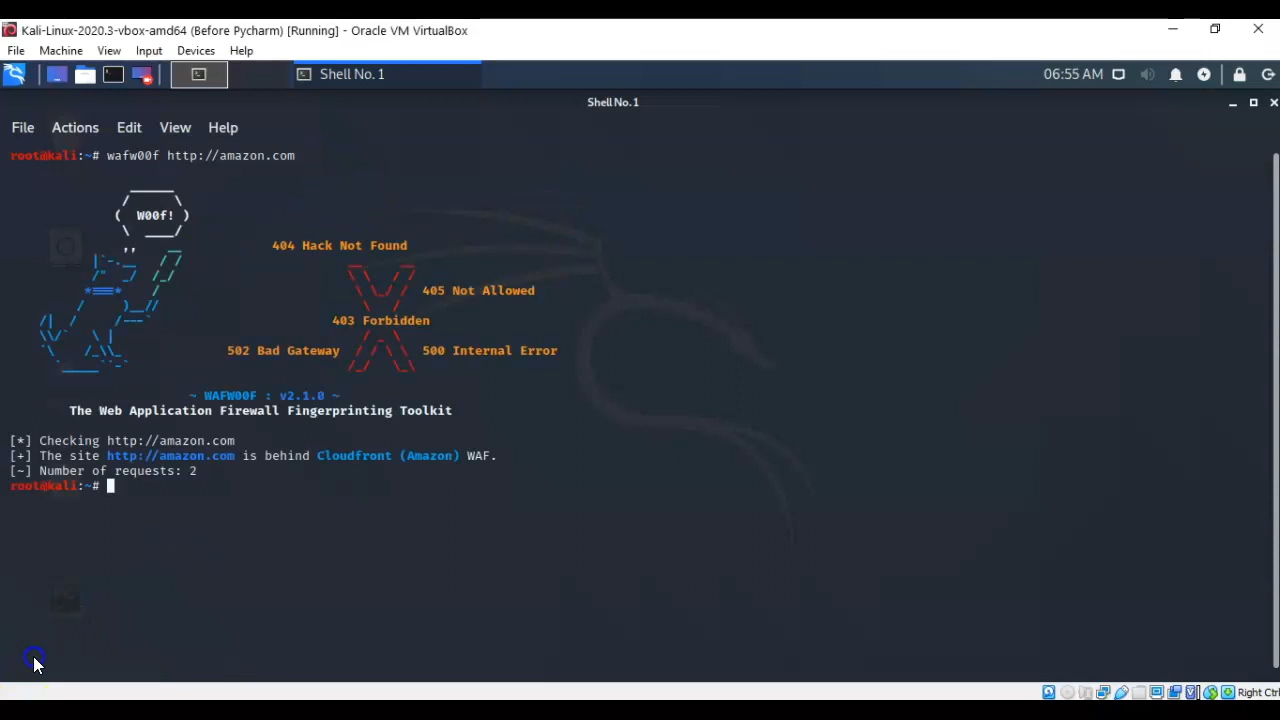 Kali-Linux-2020.3-vbox-amd64 (Before Pycharm) [Running] - Oracle VM VirtualBox
File Machine View Input Devices Help
Shell No. 1
06:55 AM
Shell No. 1
File Actions Edit View Help
root@kali:~# wafw00f http://amazon.com
W00f!
404 Hack Not Found
405 Not Allowed
403 Forbidden
502 Bad Gateway 500 Internal Error
~ WAFW00F : v2.1.0 ~
The Web Application Firewall Fingerprinting Toolkit
[*] Checking http://amazon.com
[+] The site http://amazon.com is behind Cloudfront (Amazon) WAF.
[~] Number of requests: 2
root@kali:~#
Right Ctrl